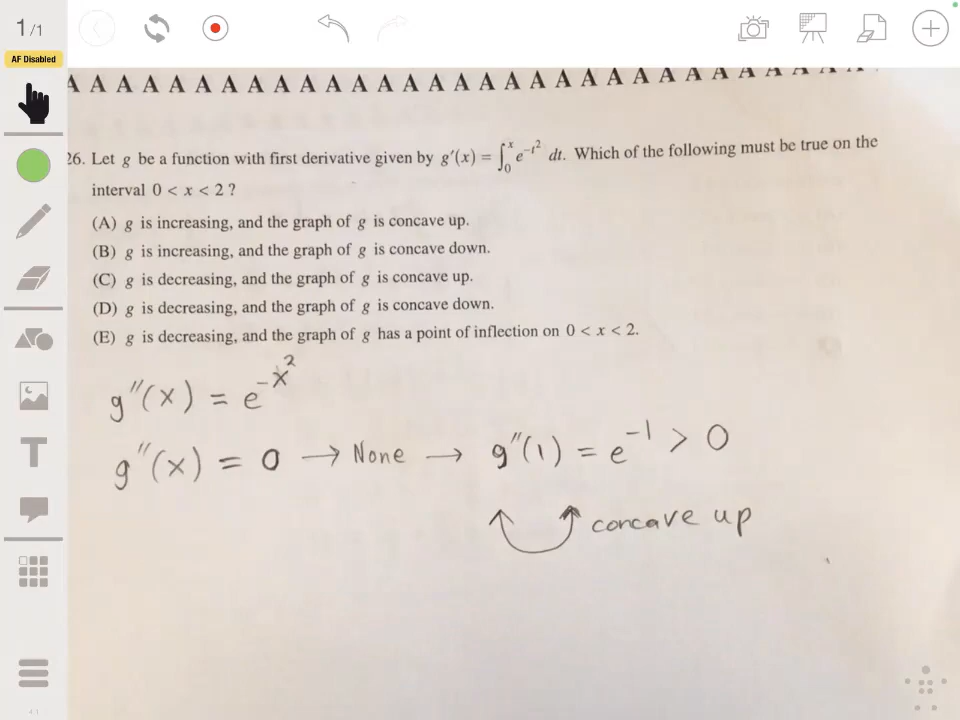 1/1
AF Disabled
A A A A A A A A A A A A A A A A A A A A A A A A A A A A A A
26. Let g be a function with first derivative given by g′(x) = ∫₀ˣ e^{-t²} dt. Which of the following must be true on the
interval 0 < x < 2 ?
(A) g is increasing, and the graph of g is concave up.
(B) g is increasing, and the graph of g is concave down.
(C) g is decreasing, and the graph of g is concave up.
(D) g is decreasing, and the graph of g is concave down.
(E) g is decreasing, and the graph of g has a point of inflection on 0 < x < 2.
g″(x) = e^{-x²}
g″(x) = 0 → None → g″(1) = e^{-1} > 0
concave up
T